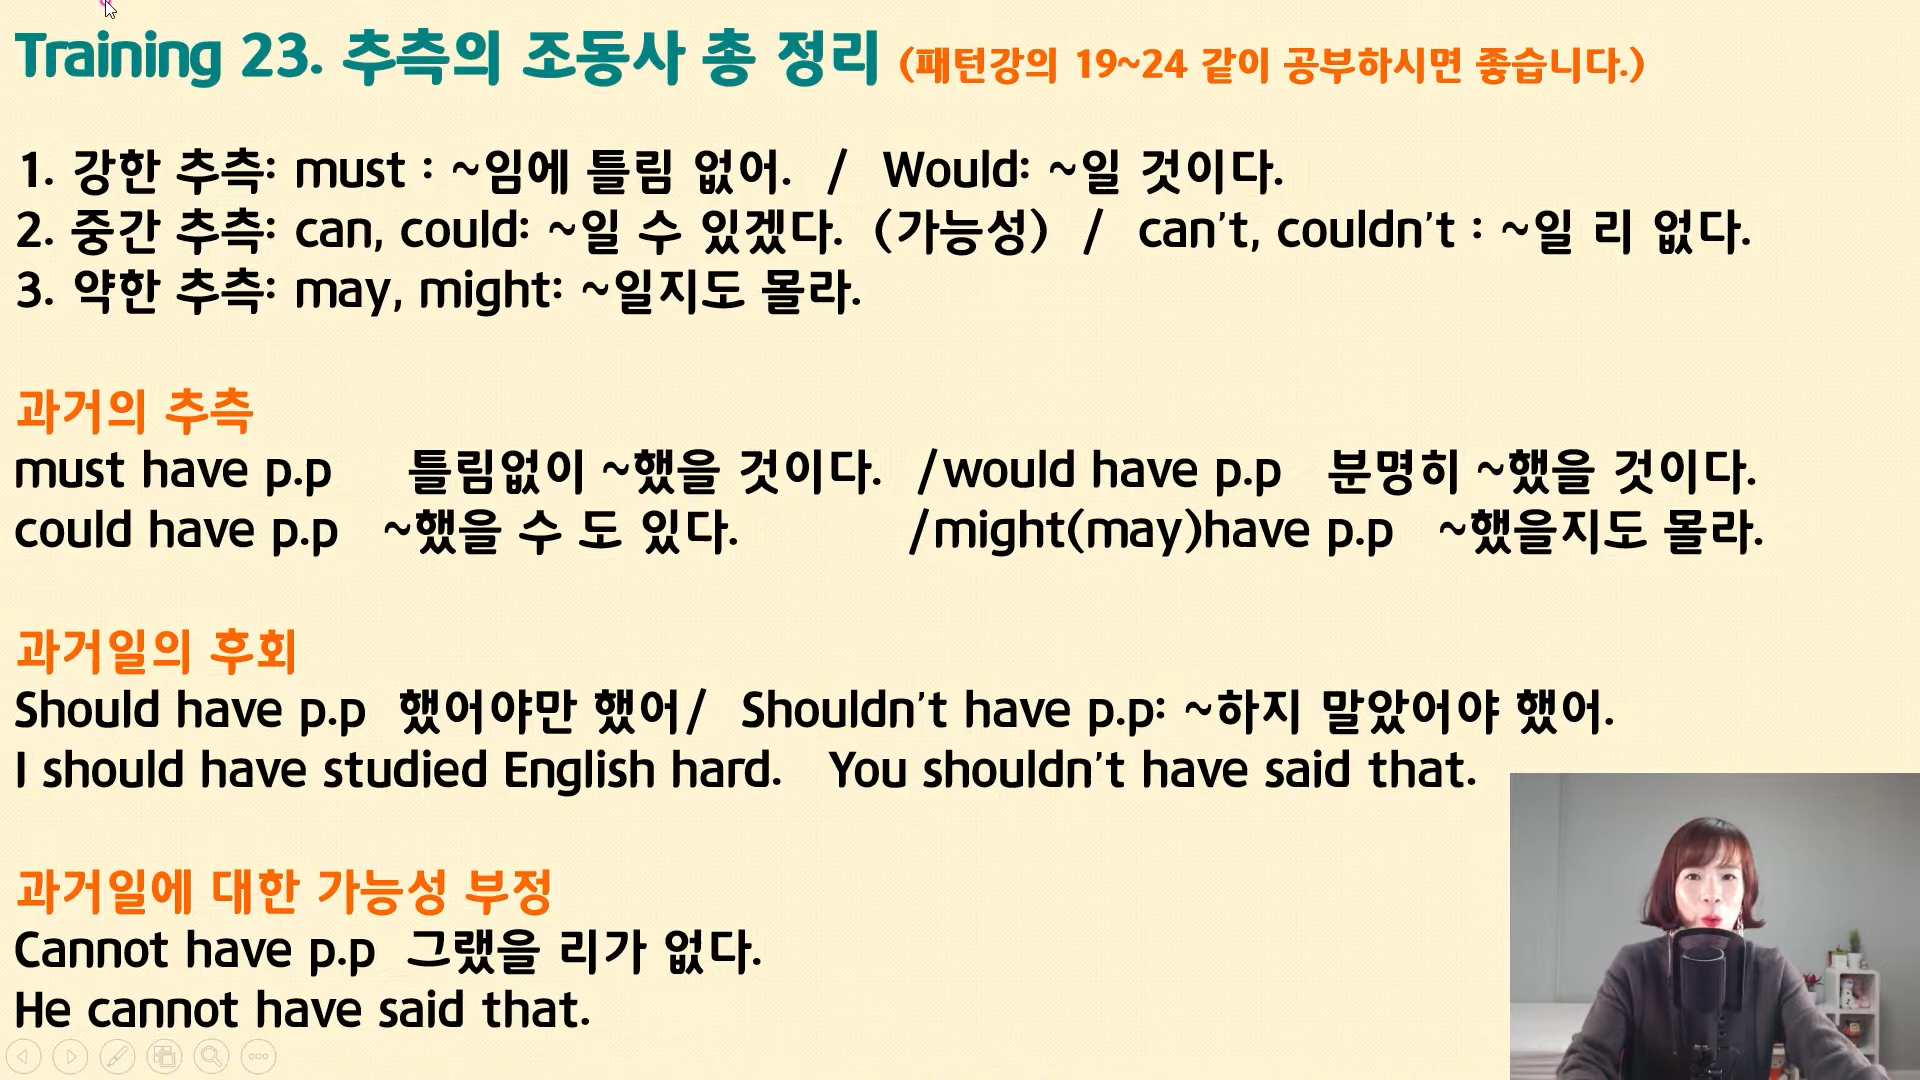 Training 23. 추측의 조동사 총 정리 (패턴강의 19~24 같이 공부하시면 좋습니다.)
1. 강한 추측: must : ~임에 틀림 없어. / Would: ~일 것이다.
2. 중간 추측: can, could: ~일 수 있겠다. (가능성) / can't, couldn't : ~일 리 없다.
3. 약한 추측: may, might: ~일지도 몰라.
과거의 추측
must have p.p 틀림없이 ~했을 것이다. /would have p.p 분명히 ~했을 것이다.
could have p.p ~했을 수 도 있다. /might(may)have p.p ~했을지도 몰라.
과거일의 후회
Should have p.p 했어야만 했어/ Shouldn't have p.p: ~하지 말았어야 했어.
I should have studied English hard. You shouldn't have said that.
과거일에 대한 가능성 부정
Cannot have p.p 그랬을 리가 없다.
He cannot have said that.